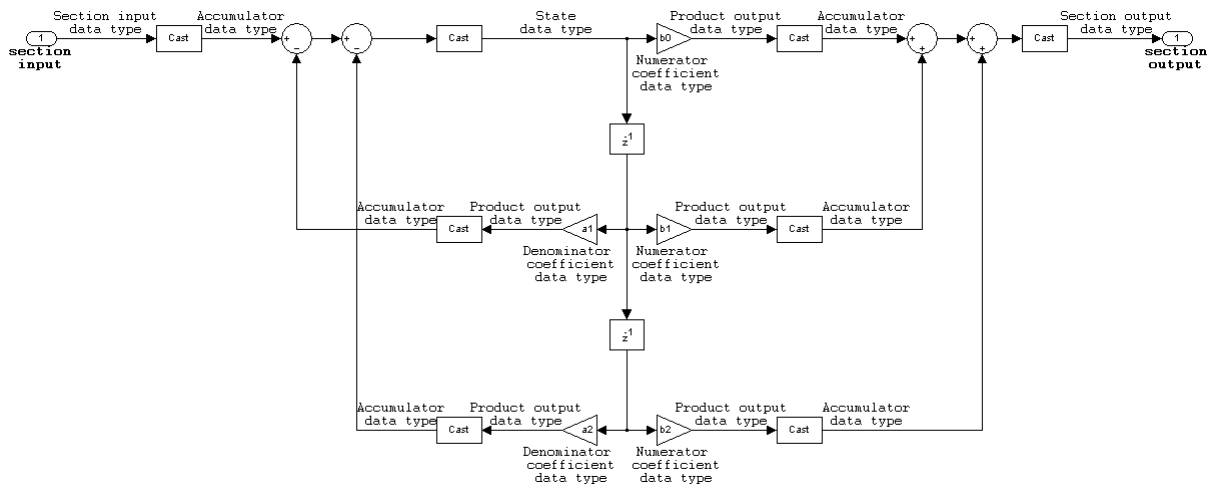 Section input
data type
Accumulator
data type
State
data type
Product output
data type
Accumulator
data type
Section output
data type
1
section
input
Cast
+
−
+
−
Cast
b0
Cast
+
+
+
+
Cast
1
section
output
Numerator
coefficient
data type
z-1
Accumulator
data type
Product output
data type
Product output
data type
Accumulator
data type
Cast
a1
b1
Cast
Denominator
coefficient
data type
Numerator
coefficient
data type
z-1
Accumulator
data type
Product output
data type
Product output
data type
Accumulator
data type
Cast
a2
b2
Cast
Denominator
coefficient
data type
Numerator
coefficient
data type